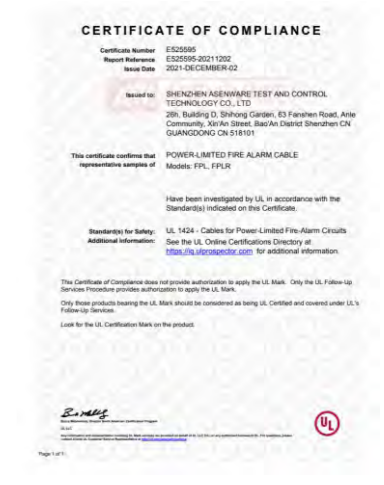 CERTIFICATE OF COMPLIANCE
Certificate Number E525595
Report Reference E525595-20211202
Issue Date 2021-DECEMBER-02
Issued to: SHENZHEN ASENWARE TEST AND CONTROL
TECHNOLOGY CO., LTD
26h, Building D, Shihong Garden, 63 Fanshen Road, Anle
Community, Xin'An Street, Bao'An District Shenzhen CN
GUANGDONG CN 518101
This certificate confirms that POWER-LIMITED FIRE ALARM CABLE
representative samples of Models: FPL, FPLR
Have been investigated by UL in accordance with the
Standard(s) indicated on this Certificate.
Standard(s) for Safety: UL 1424 - Cables for Power-Limited Fire-Alarm Circuits
Additional Information: See the UL Online Certifications Directory at
https://iq.ulprospector.com for additional information.
This Certificate of Compliance does not provide authorization to apply the UL Mark. Only the UL Follow-Up
Services Procedure provides authorization to apply the UL Mark.
Only those products bearing the UL Mark should be considered as being UL Certified and covered under UL's
Follow-Up Services.
Look for the UL Certification Mark on the product.
UL
Page 1 of 1